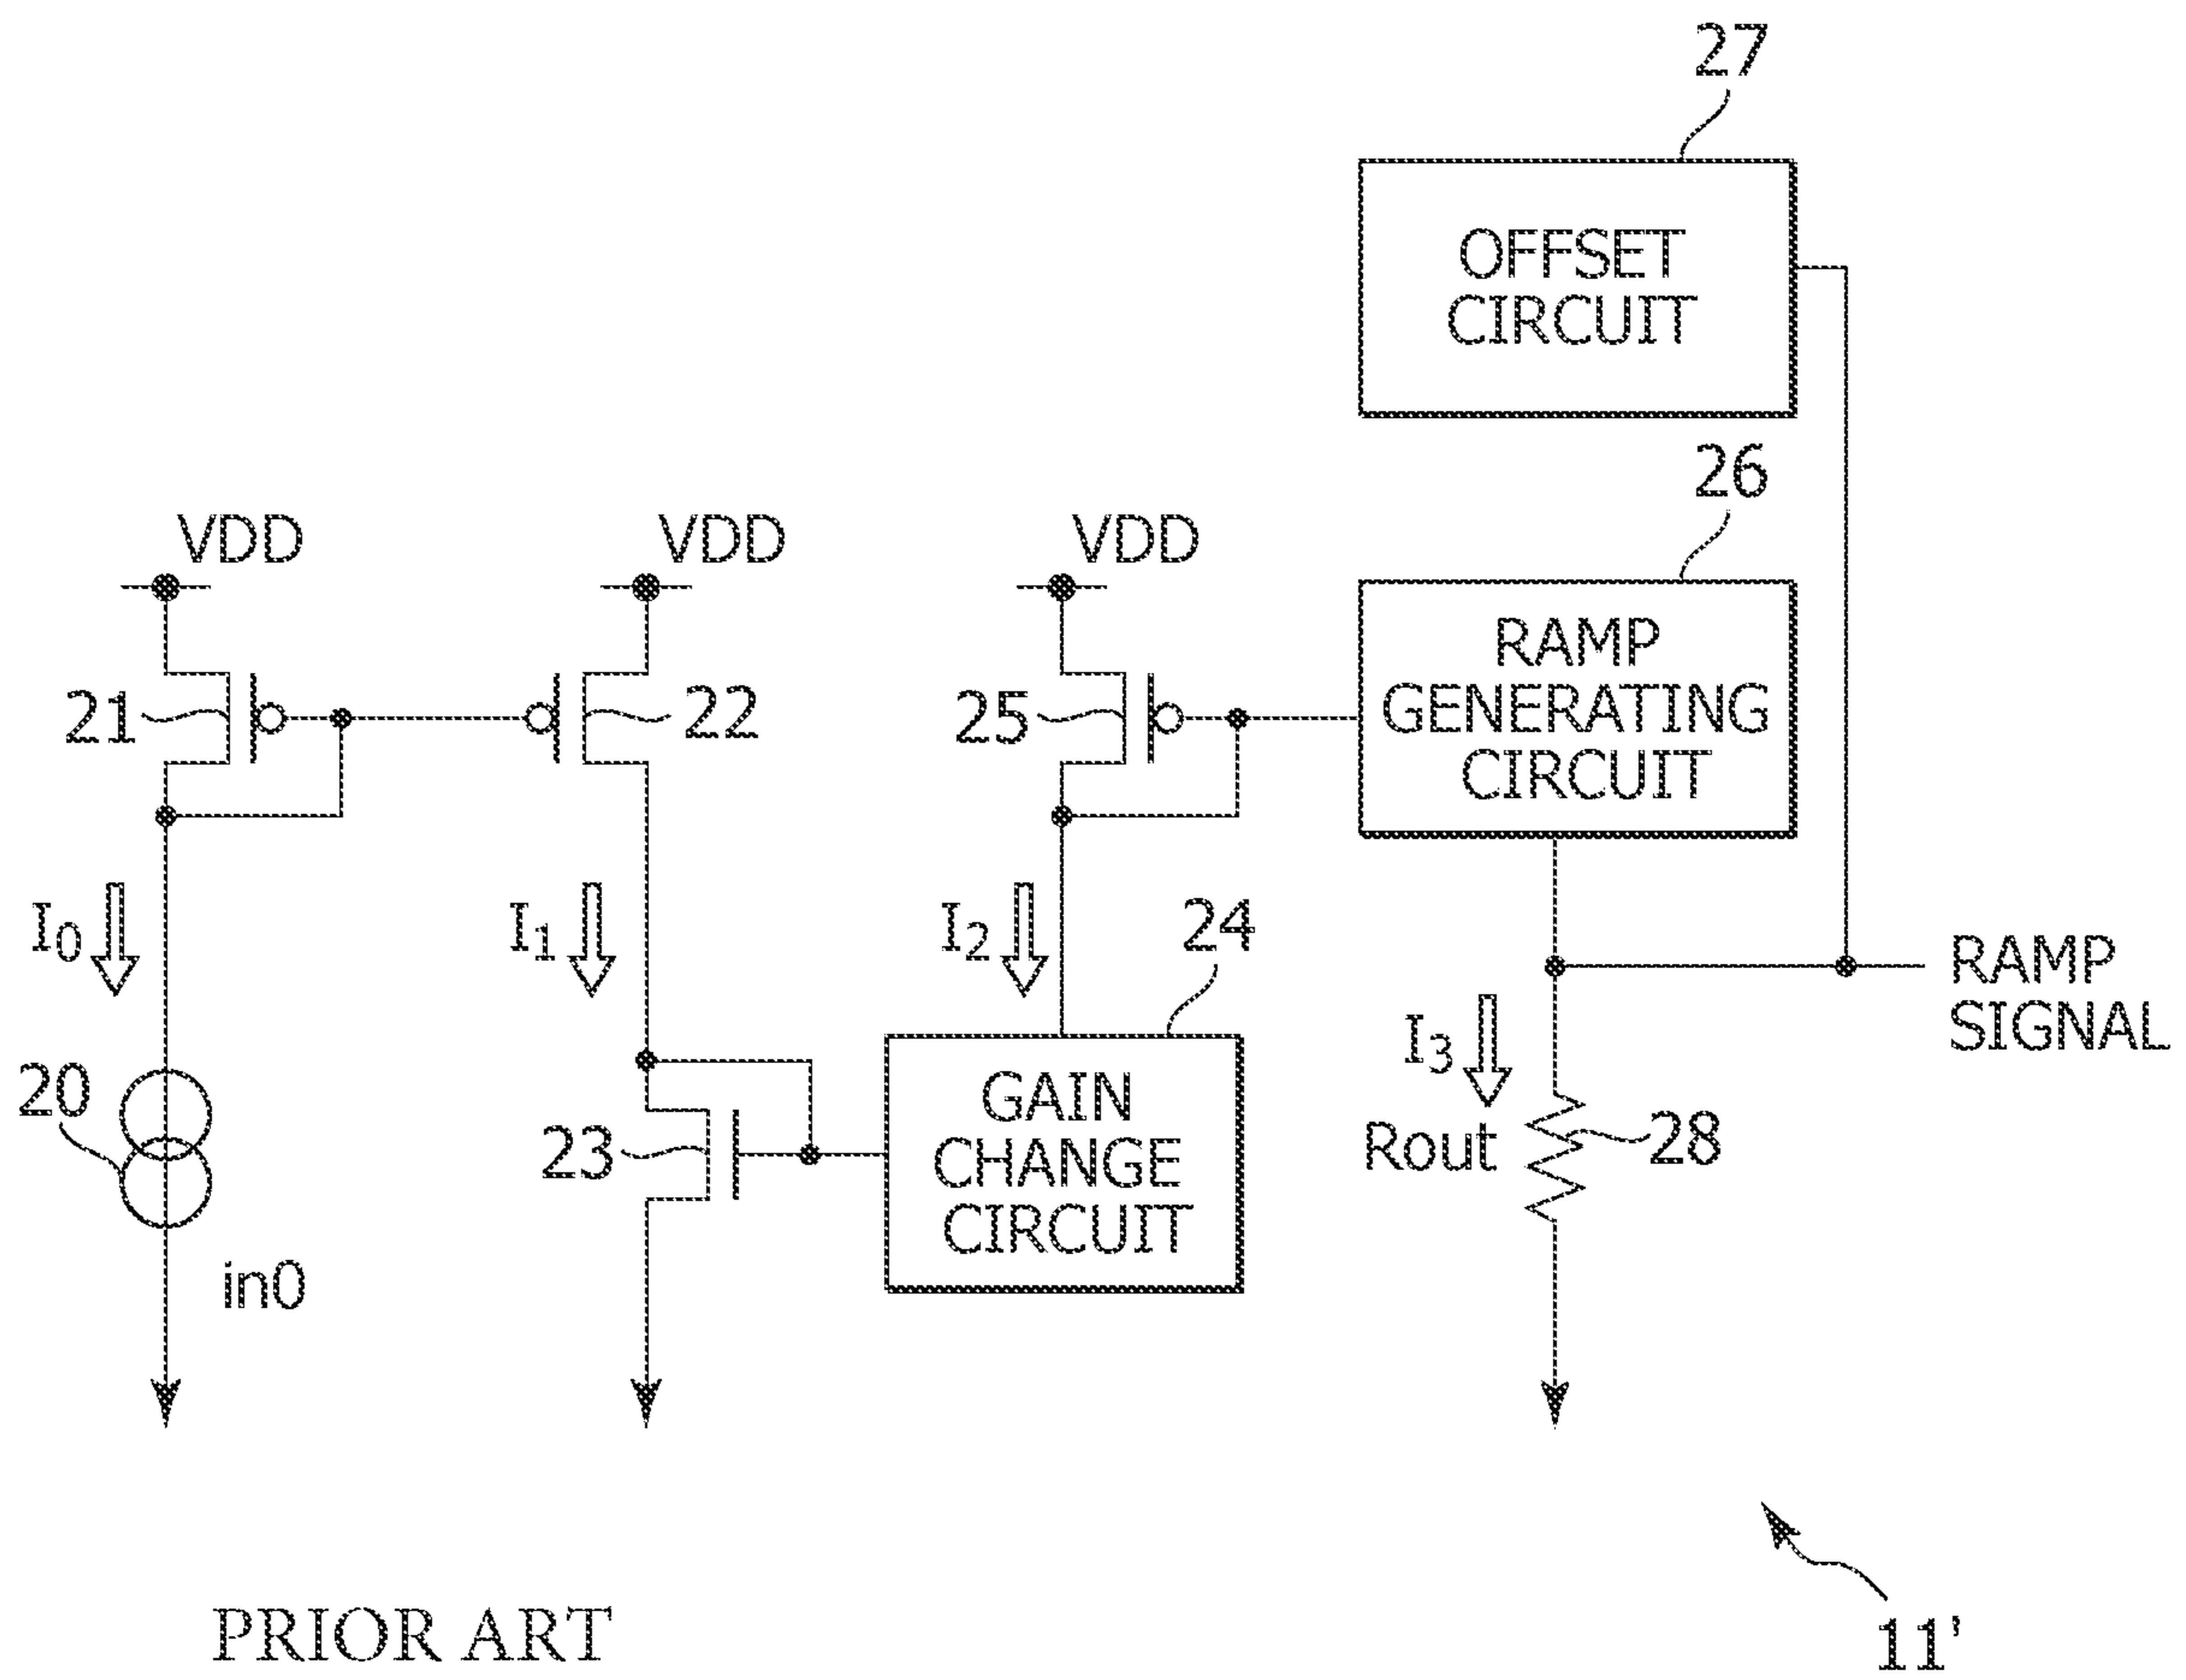 27
OFFSET
CIRCUIT
26
VDD
VDD
VDD
RAMP
GENERATING
CIRCUIT
21
22
25
I0
I1
I2
24
RAMP
SIGNAL
I3
20
GAIN
CHANGE
CIRCUIT
23
Rout
28
in0
11'
PRIOR ART